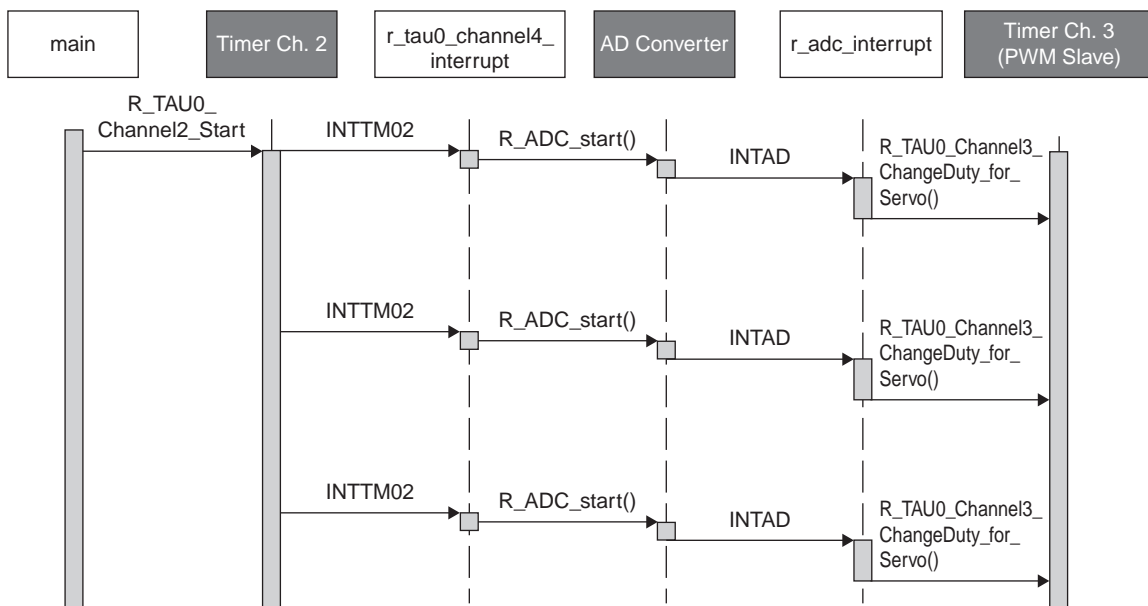 main
Timer Ch. 2
r_tau0_channel4_
interrupt
AD Converter
r_adc_interrupt
Timer Ch. 3
(PWM Slave)
R_TAU0_
Channel2_Start
INTTM02
R_ADC_start()
INTAD
R_TAU0_Channel3_
ChangeDuty_for_
Servo()
INTTM02
R_ADC_start()
INTAD
R_TAU0_Channel3_
ChangeDuty_for_
Servo()
INTTM02
R_ADC_start()
INTAD
R_TAU0_Channel3_
ChangeDuty_for_
Servo()